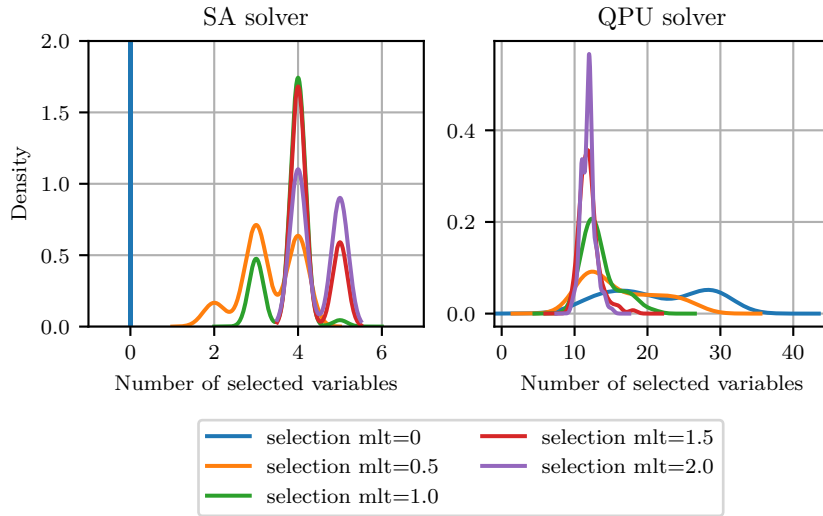 SA solver
QPU solver
2.0
1.5
1.0
0.5
0.0
Density
0 2 4 6
Number of selected variables
0.4
0.2
0.0
0 10 20 30 40
Number of selected variables
selection mlt=0
selection mlt=0.5
selection mlt=1.0
selection mlt=1.5
selection mlt=2.0